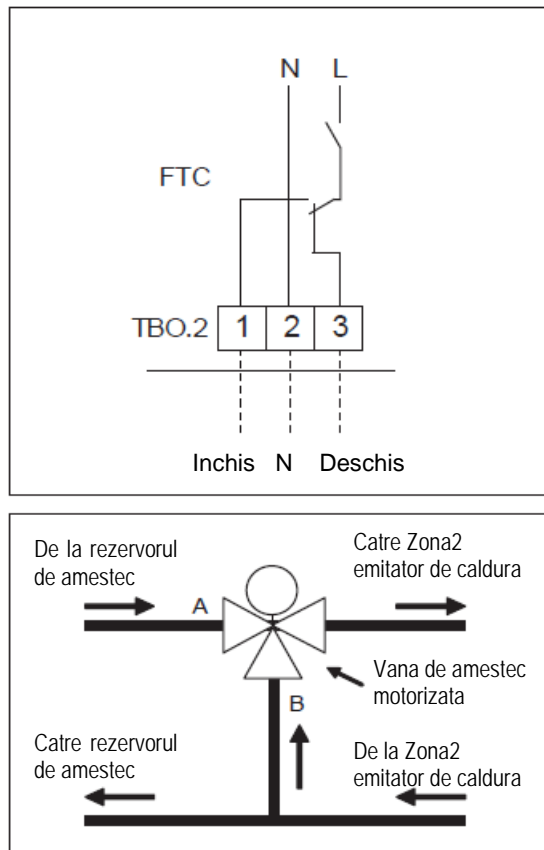 N L
FTC
TBO.2 1 2 3
Inchis N Deschis
De la rezervorul
de amestec
Catre Zona2
emitator de caldura
A
Vana de amestec
motorizata
B
Catre rezervorul
de amestec
De la Zona2
emitator de caldura